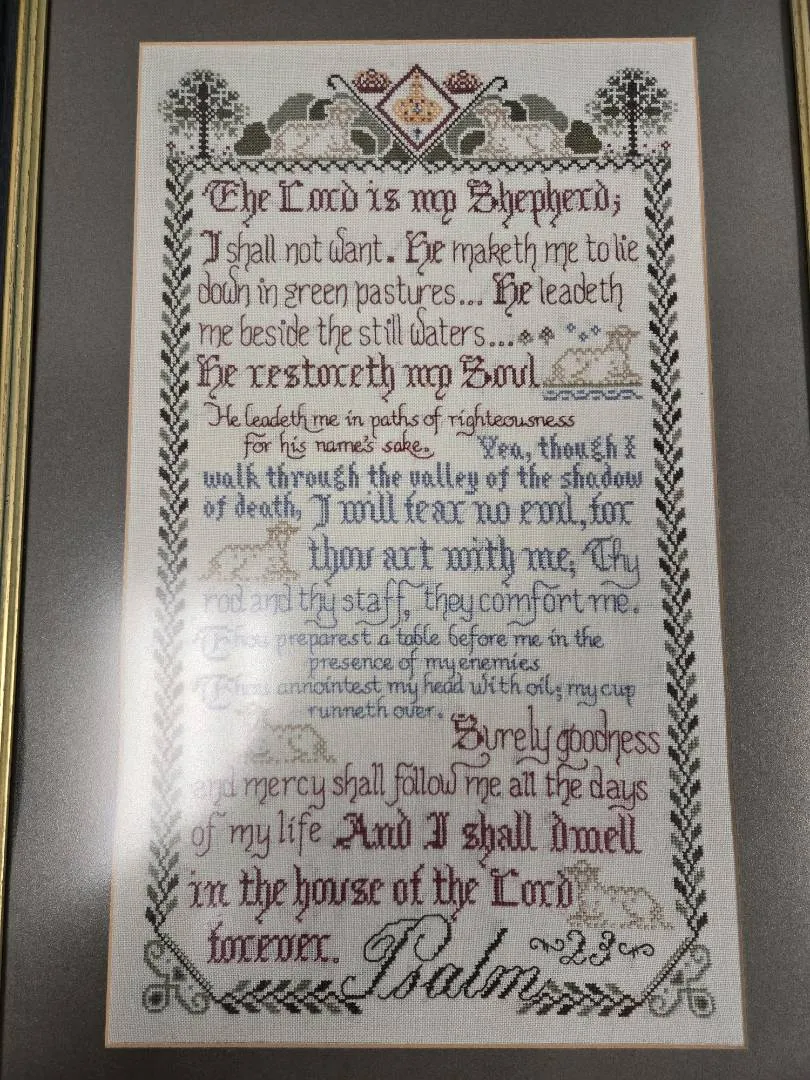 The Lord is my Shepherd;
I shall not want. He maketh me to lie
down in green pastures... He leadeth
me beside the still waters...
He restoreth my Soul
He leadeth me in paths of righteousness
for his name's sake. Yea, though I
walk through the valley of the shadow
of death, I will fear no evil, for
thou art with me; Thy
rod and thy staff, they comfort me.
Thou preparest a table before me in the
presence of my enemies
Thou annointest my head with oil; my cup
runneth over. Surely goodness
and mercy shall follow me all the days
of my life And I shall dwell
in the house of the Lord
forever. Psalm 23